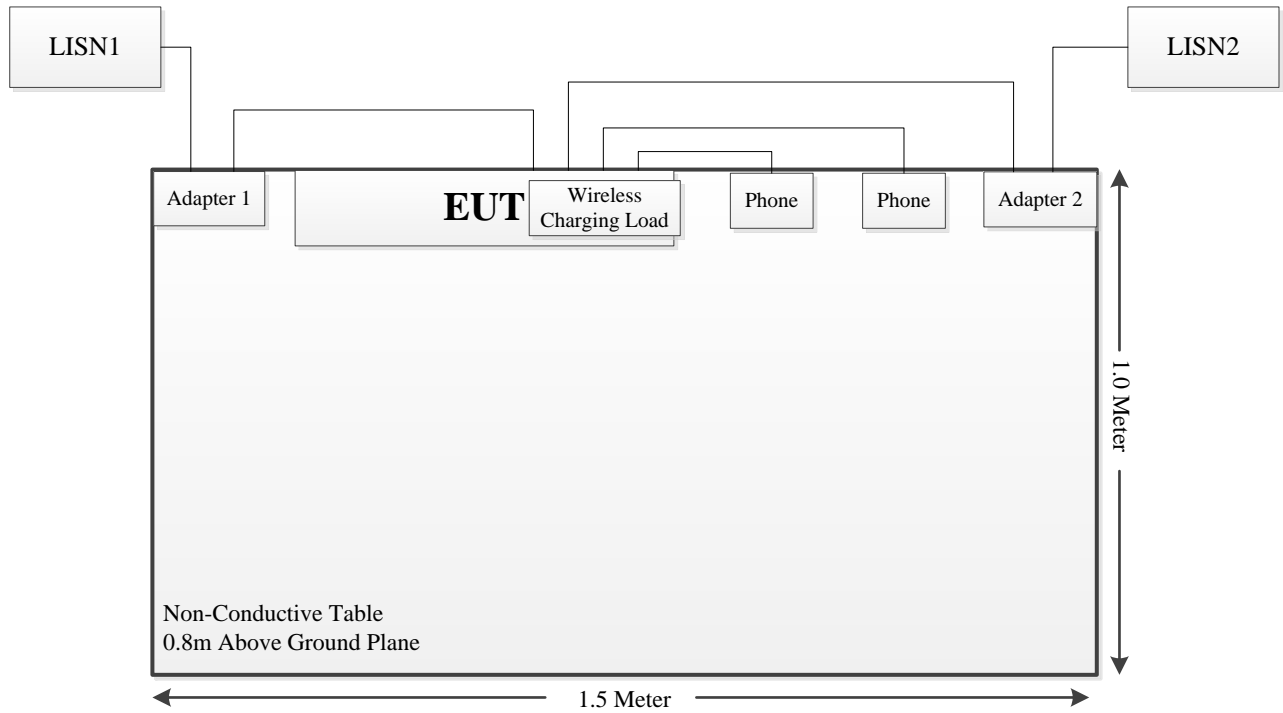 LISN1
LISN2
Adapter 1
EUT
Wireless
Charging Load
Phone
Phone
Adapter 2
1.0 Meter
Non-Conductive Table
0.8m Above Ground Plane
1.5 Meter